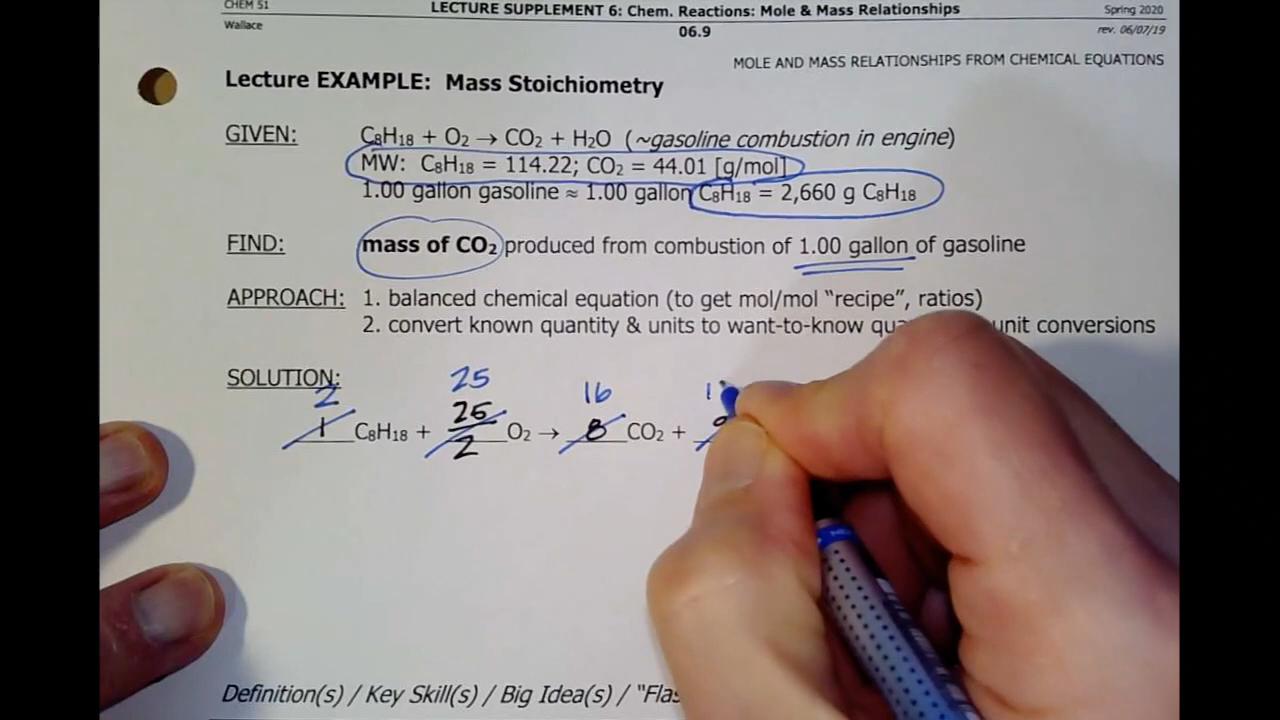 CHEM 51 LECTURE SUPPLEMENT 6: Chem. Reactions: Mole & Mass Relationships Spring 2020
Wallace 06.9 rev. 06/07/19
MOLE AND MASS RELATIONSHIPS FROM CHEMICAL EQUATIONS
Lecture EXAMPLE: Mass Stoichiometry
GIVEN: C₈H₁₈ + O₂ → CO₂ + H₂O (~gasoline combustion in engine)
MW: C₈H₁₈ = 114.22; CO₂ = 44.01 [g/mol]
1.00 gallon gasoline ≈ 1.00 gallon C₈H₁₈ = 2,660 g C₈H₁₈
FIND: mass of CO₂ produced from combustion of 1.00 gallon of gasoline
APPROACH: 1. balanced chemical equation (to get mol/mol “recipe”, ratios)
2. convert known quantity & units to want-to-know unit conversions
SOLUTION:
2 25 16 1
1 C₈H₁₈ + 25/2 O₂ → 8 CO₂ +
Definition(s) / Key Skill(s) / Big Idea(s) /